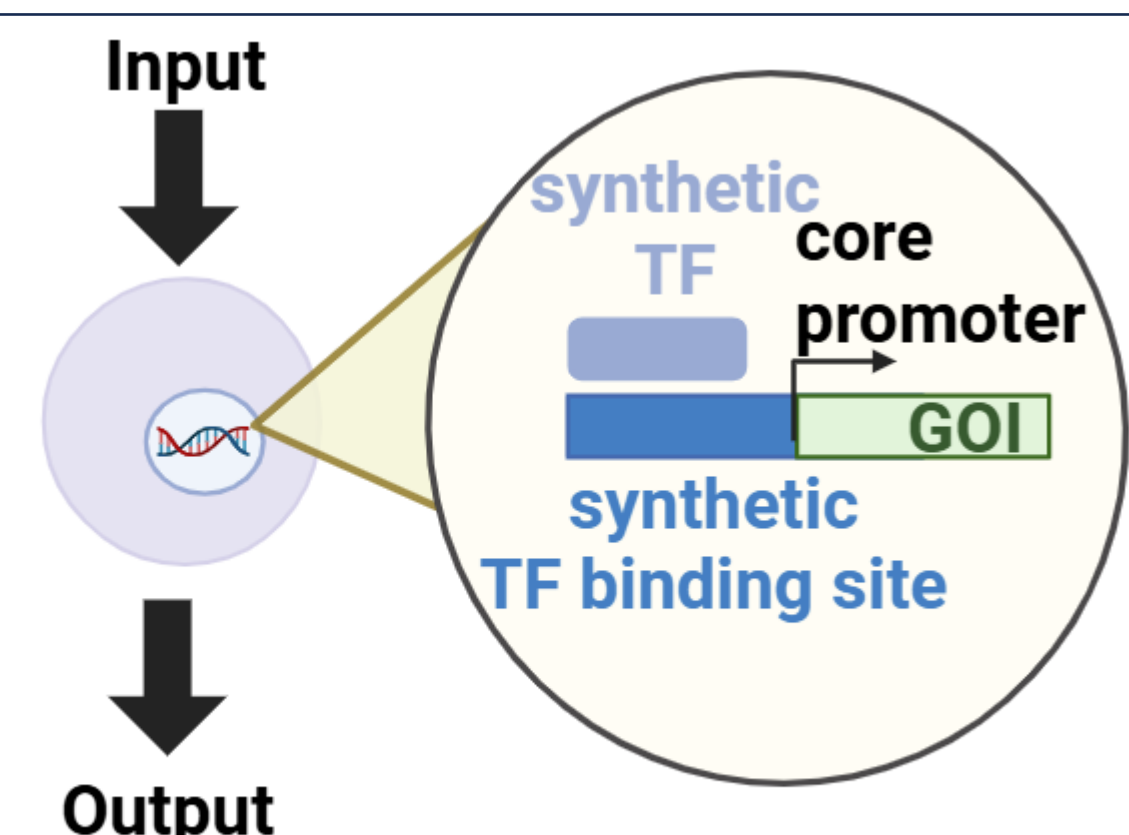 Input
synthetic
TF
core
promoter
GOI
synthetic
TF binding site
Output